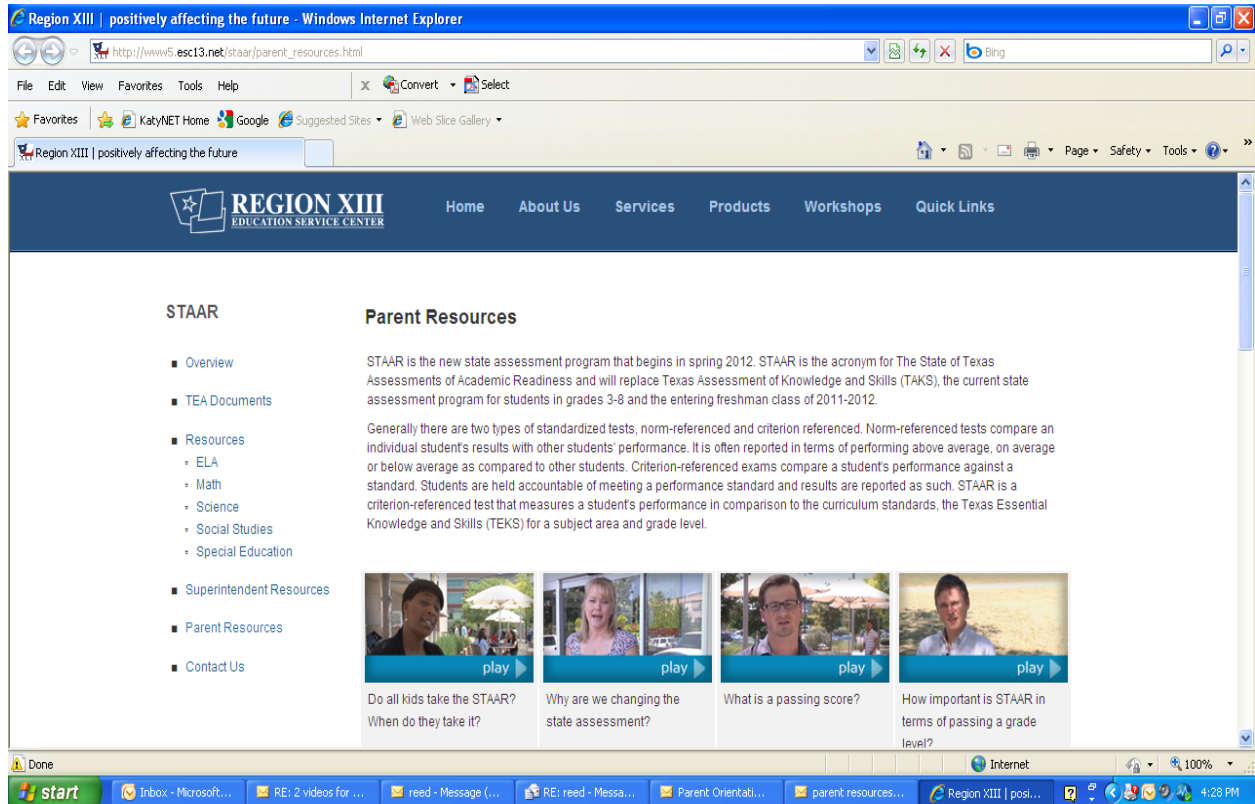 Region XIII | positively affecting the future - Windows Internet Explorer
http://www5.esc13.net/staar/parent_resources.html
Bing
File Edit View Favorites Tools Help x Convert Select
Favorites KatyNET Home Google Suggested Sites Web Slice Gallery
Region XIII | positively affecting the future
Page Safety Tools »
REGION XIII
EDUCATION SERVICE CENTER
Home About Us Services Products Workshops Quick Links
STAAR
Overview
TEA Documents
Resources
ELA
Math
Science
Social Studies
Special Education
Superintendent Resources
Parent Resources
Contact Us
Parent Resources
STAAR is the new state assessment program that begins in spring 2012. STAAR is the acronym for The State of Texas
Assessments of Academic Readiness and will replace Texas Assessment of Knowledge and Skills (TAKS), the current state
assessment program for students in grades 3-8 and the entering freshman class of 2011-2012.
Generally there are two types of standardized tests, norm-referenced and criterion referenced. Norm-referenced tests compare an
individual student's results with other students' performance. It is often reported in terms of performing above average, on average
or below average as compared to other students. Criterion-referenced exams compare a student's performance against a
standard. Students are held accountable of meeting a performance standard and results are reported as such. STAAR is a
criterion-referenced test that measures a student's performance in comparison to the curriculum standards, the Texas Essential
Knowledge and Skills (TEKS) for a subject area and grade level.
play play play play
Do all kids take the STAAR?
When do they take it?
Why are we changing the
state assessment?
What is a passing score?
How important is STAAR in
terms of passing a grade
level?
Done Internet 100%
start Inbox - Microsoft... RE: 2 videos for ... reed - Message (... RE: reed - Messa... Parent Orientati... parent resources... Region XIII | posi... 4:28 PM